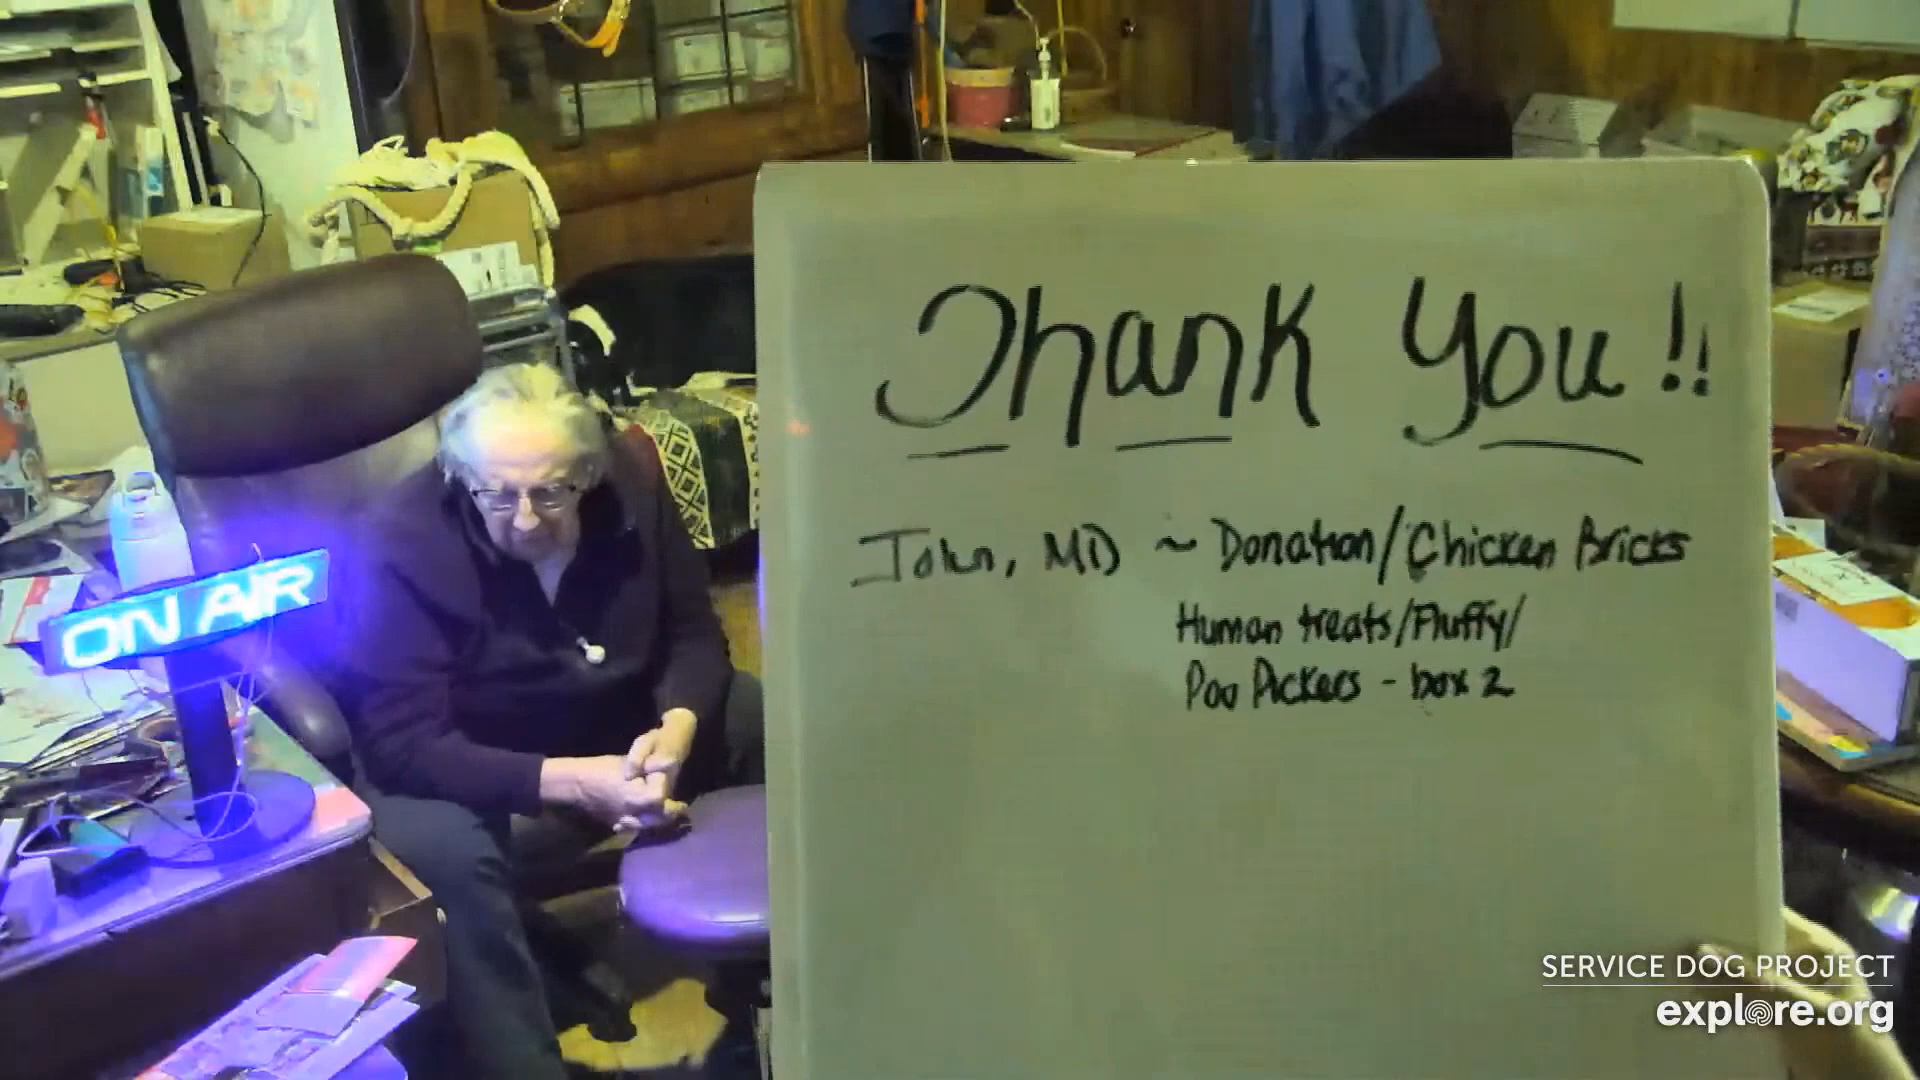 Thank You!!
John, MD ~ Donation/Chicken Bricks
Human treats/Fluffy/
Poo Pickers - box 2
ON AIR
SERVICE DOG PROJECT
explore.org